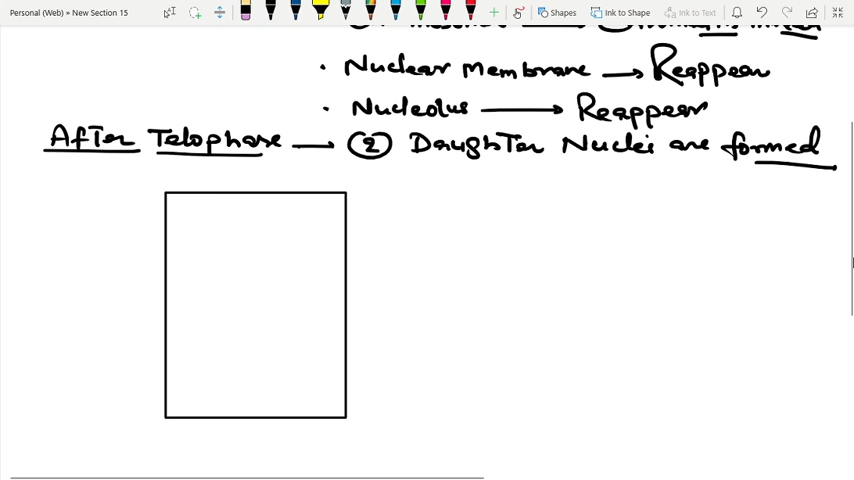 Personal (Web) » New Section 15
Shapes
Ink to Shape
Ink to Text
• Nuclear Membrane → Reappear
• Nucleolus → Reappear
After Telophase → ② Daughter Nuclei are formed